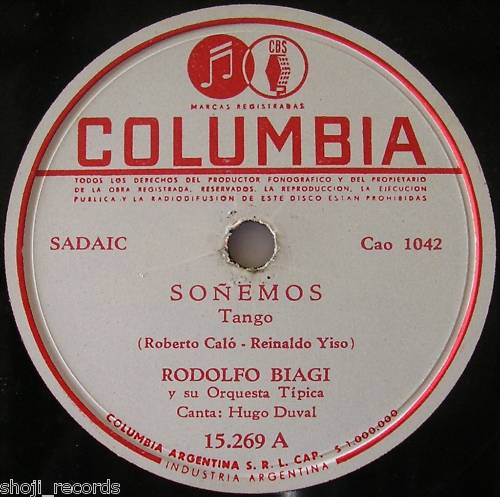 CBS
MARCAS REGISTRADAS
COLUMBIA
TODOS LOS DERECHOS DEL PRODUCTOR FONOGRAFICO Y DEL PROPIETARIO
DE LA OBRA REGISTRADA, RESERVADOS. LA REPRODUCCION, LA EJECUCION
PUBLICA Y LA RADIODIFUSION DE ESTE DISCO ESTAN PROHIBIDAS
SADAIC Cao 1042
SOÑEMOS
Tango
(Roberto Caló - Reinaldo Yiso)
RODOLFO BIAGI
y su Orquesta Típica
Canta: Hugo Duval
15.269 A
COLUMBIA ARGENTINA S. R. L. CAP. $ 1.000.000
INDUSTRIA ARGENTINA
shoji_records